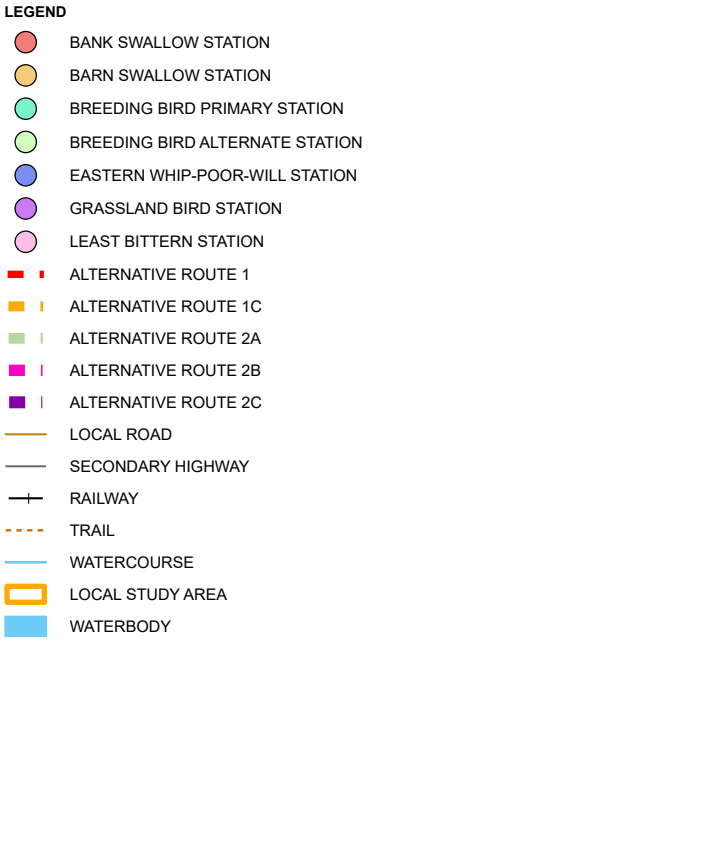 LEGEND
BANK SWALLOW STATION
BARN SWALLOW STATION
BREEDING BIRD PRIMARY STATION
BREEDING BIRD ALTERNATE STATION
EASTERN WHIP-POOR-WILL STATION
GRASSLAND BIRD STATION
LEAST BITTERN STATION
ALTERNATIVE ROUTE 1
ALTERNATIVE ROUTE 1C
ALTERNATIVE ROUTE 2A
ALTERNATIVE ROUTE 2B
ALTERNATIVE ROUTE 2C
LOCAL ROAD
SECONDARY HIGHWAY
RAILWAY
TRAIL
WATERCOURSE
LOCAL STUDY AREA
WATERBODY